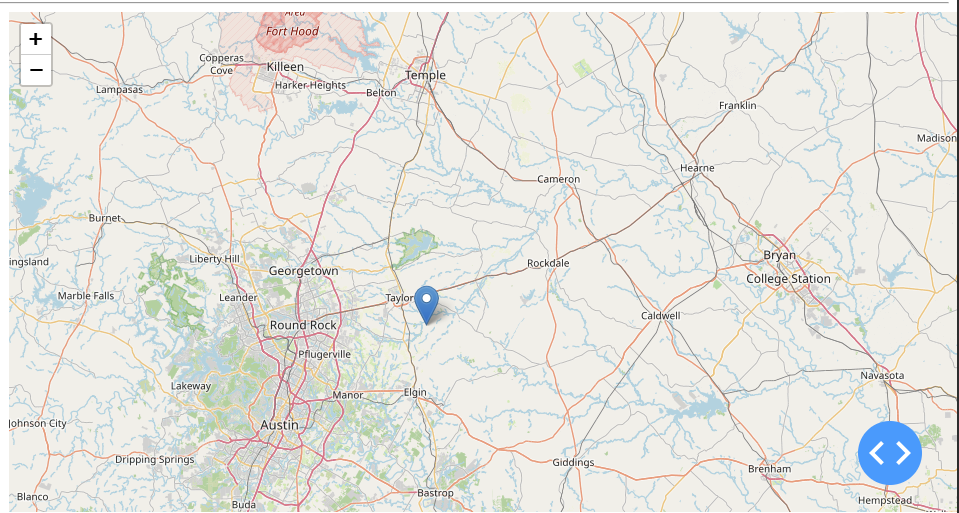 Area
Fort Hood
+
−
Copperas
Cove
Killeen
Temple
Harker Heights
Belton
Lampasas
Franklin
Madison
Hearne
Cameron
Burnet
Bryan
Liberty Hill
ingsland
Georgetown
Rockdale
College Station
Marble Falls
Leander
Taylor
Round Rock
Caldwell
Pflugerville
Navasota
Lakeway
Manor
Elgin
Johnson City
Austin
Dripping Springs
Giddings
Brenham
Blanco
Bastrop
Buda
Hempstead